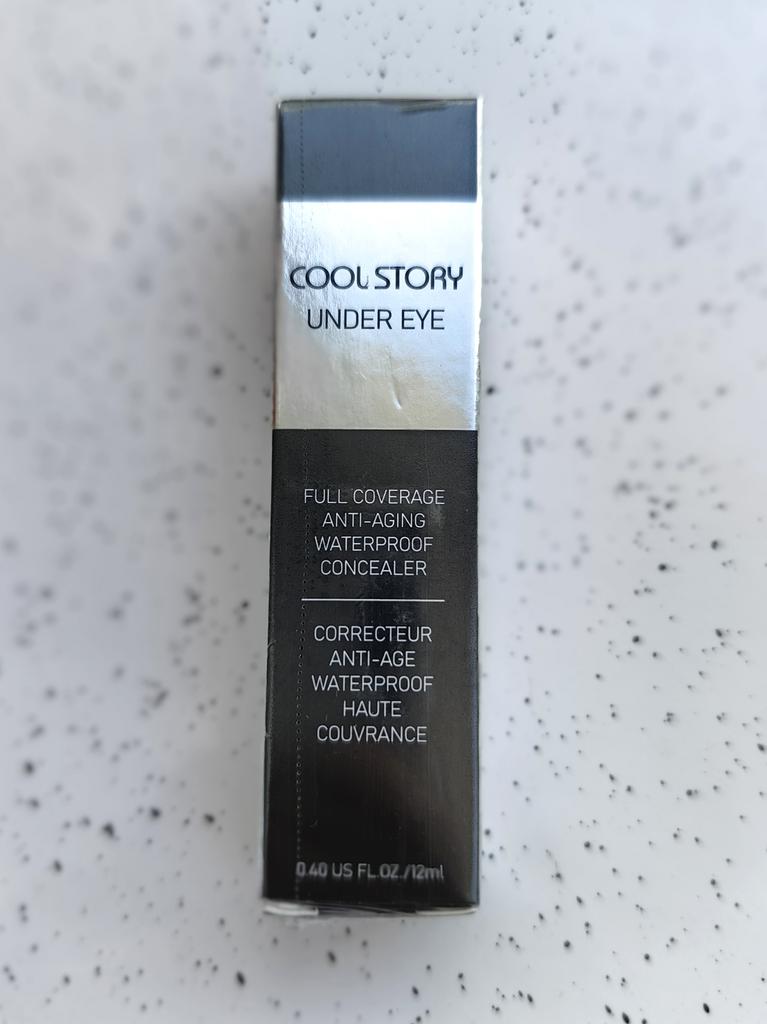 COOL STORY
UNDER EYE
FULL COVERAGE
ANTI-AGING
WATERPROOF
CONCEALER
CORRECTEUR
ANTI-AGE
WATERPROOF
HAUTE
COUVRANCE
0.40 US FL.OZ./12ml